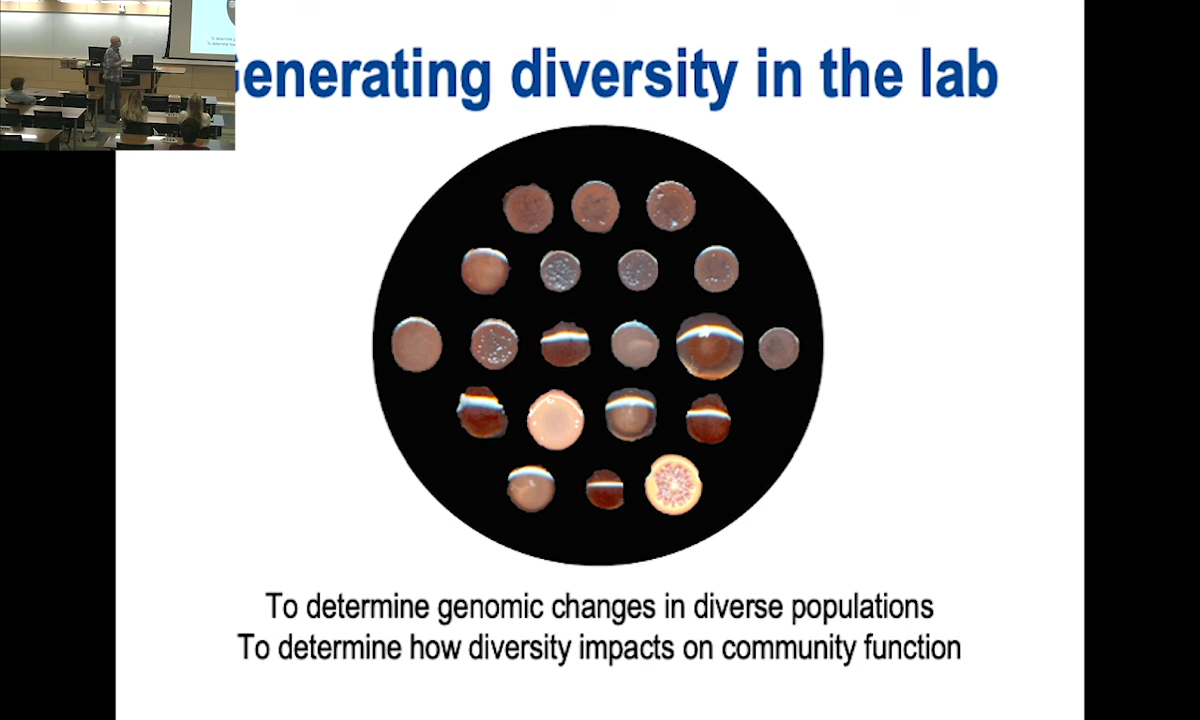 Generating diversity in the lab
To determine genomic changes in diverse populations
To determine how diversity impacts on community function